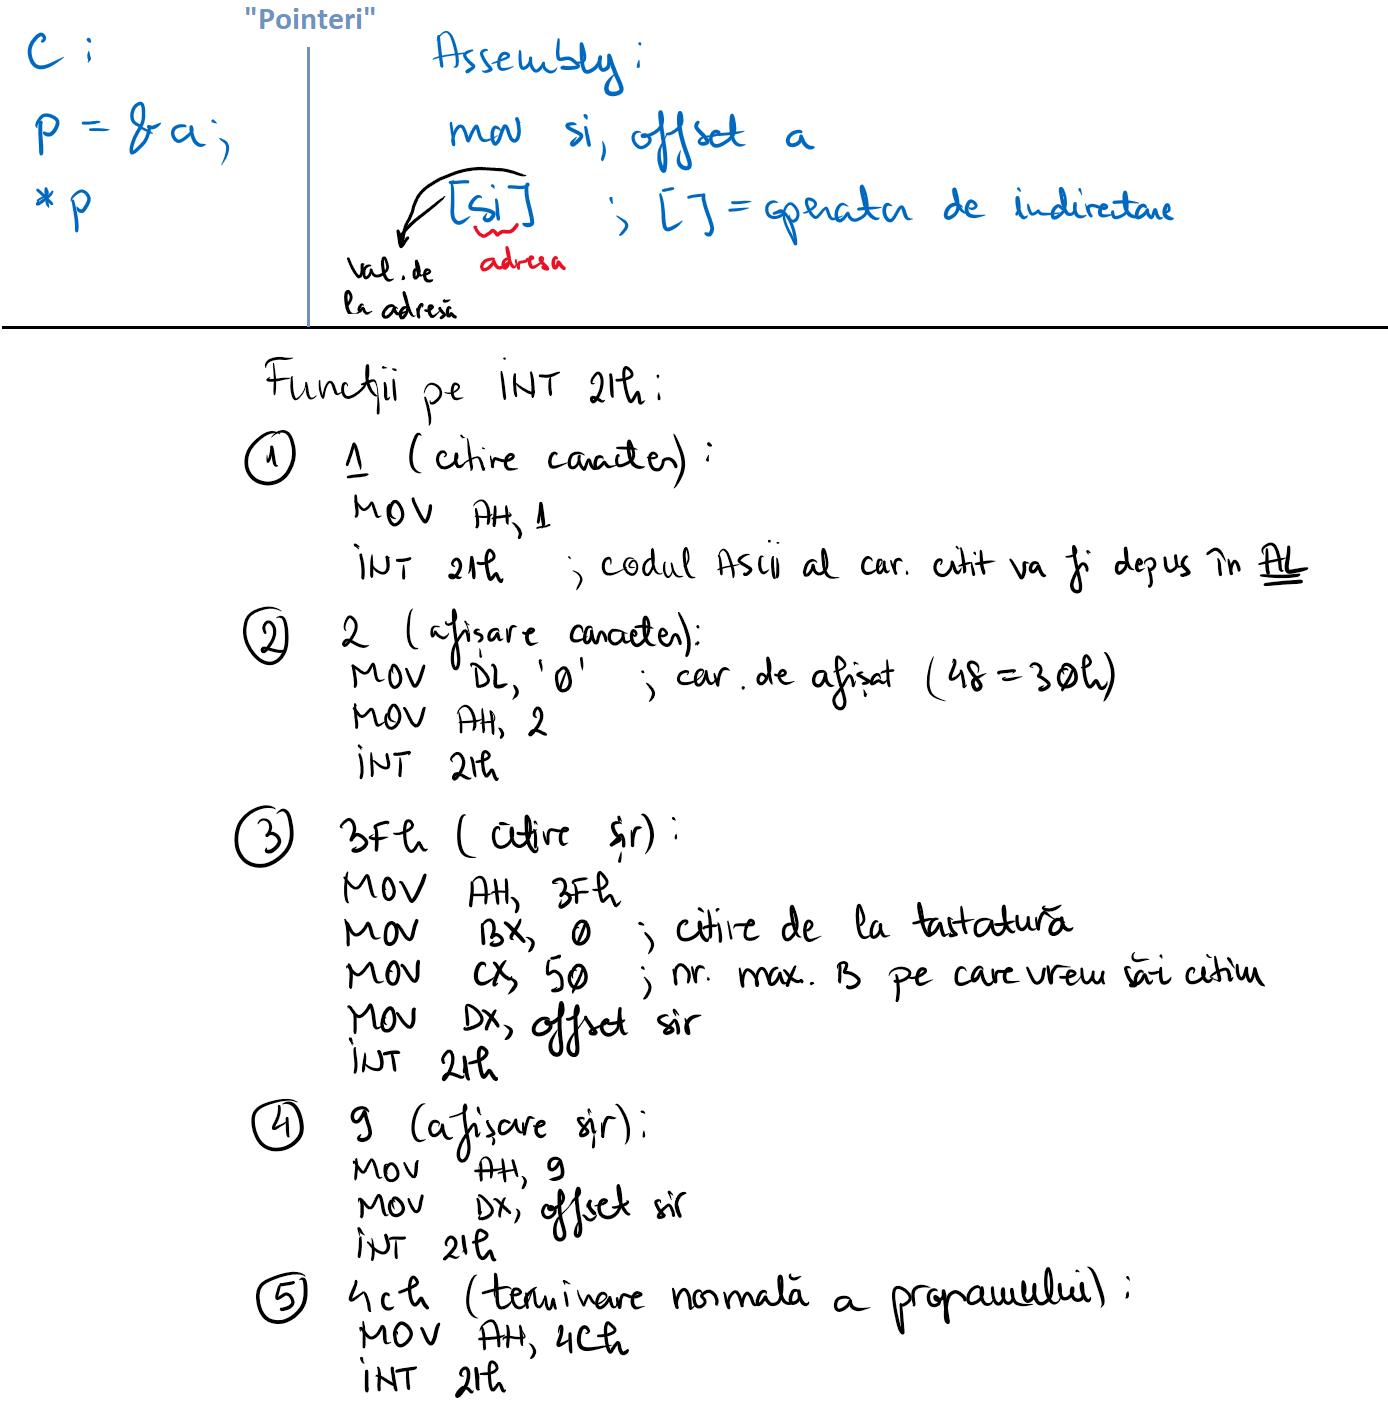 "Pointeri"
C :
p = &a;
*p
Assembly :
mov si, offset a
[si] ; [ ] = operator de indirectare
adresa
val. de
la adresă
Funcții pe INT 21h :
① 1 (citire caracter) :
MOV AH, 1
INT 21h ; codul ASCII al car. citit va fi depus în AL
② 2 (afișare caracter):
MOV DL, '0' ; car. de afișat (48 = 30h)
MOV AH, 2
INT 21h
③ 3Fh (citire șir) :
MOV AH, 3Fh
MOV BX, 0 ; citire de la tastatură
MOV CX, 50 ; nr. max. B pe care vrem să-i citim
MOV DX, offset sir
INT 21h
④ 9 (afișare șir) :
MOV AH, 9
MOV DX, offset sir
INT 21h
⑤ 4ch (terminare normală a programului) :
MOV AH, 4Ch
INT 21h